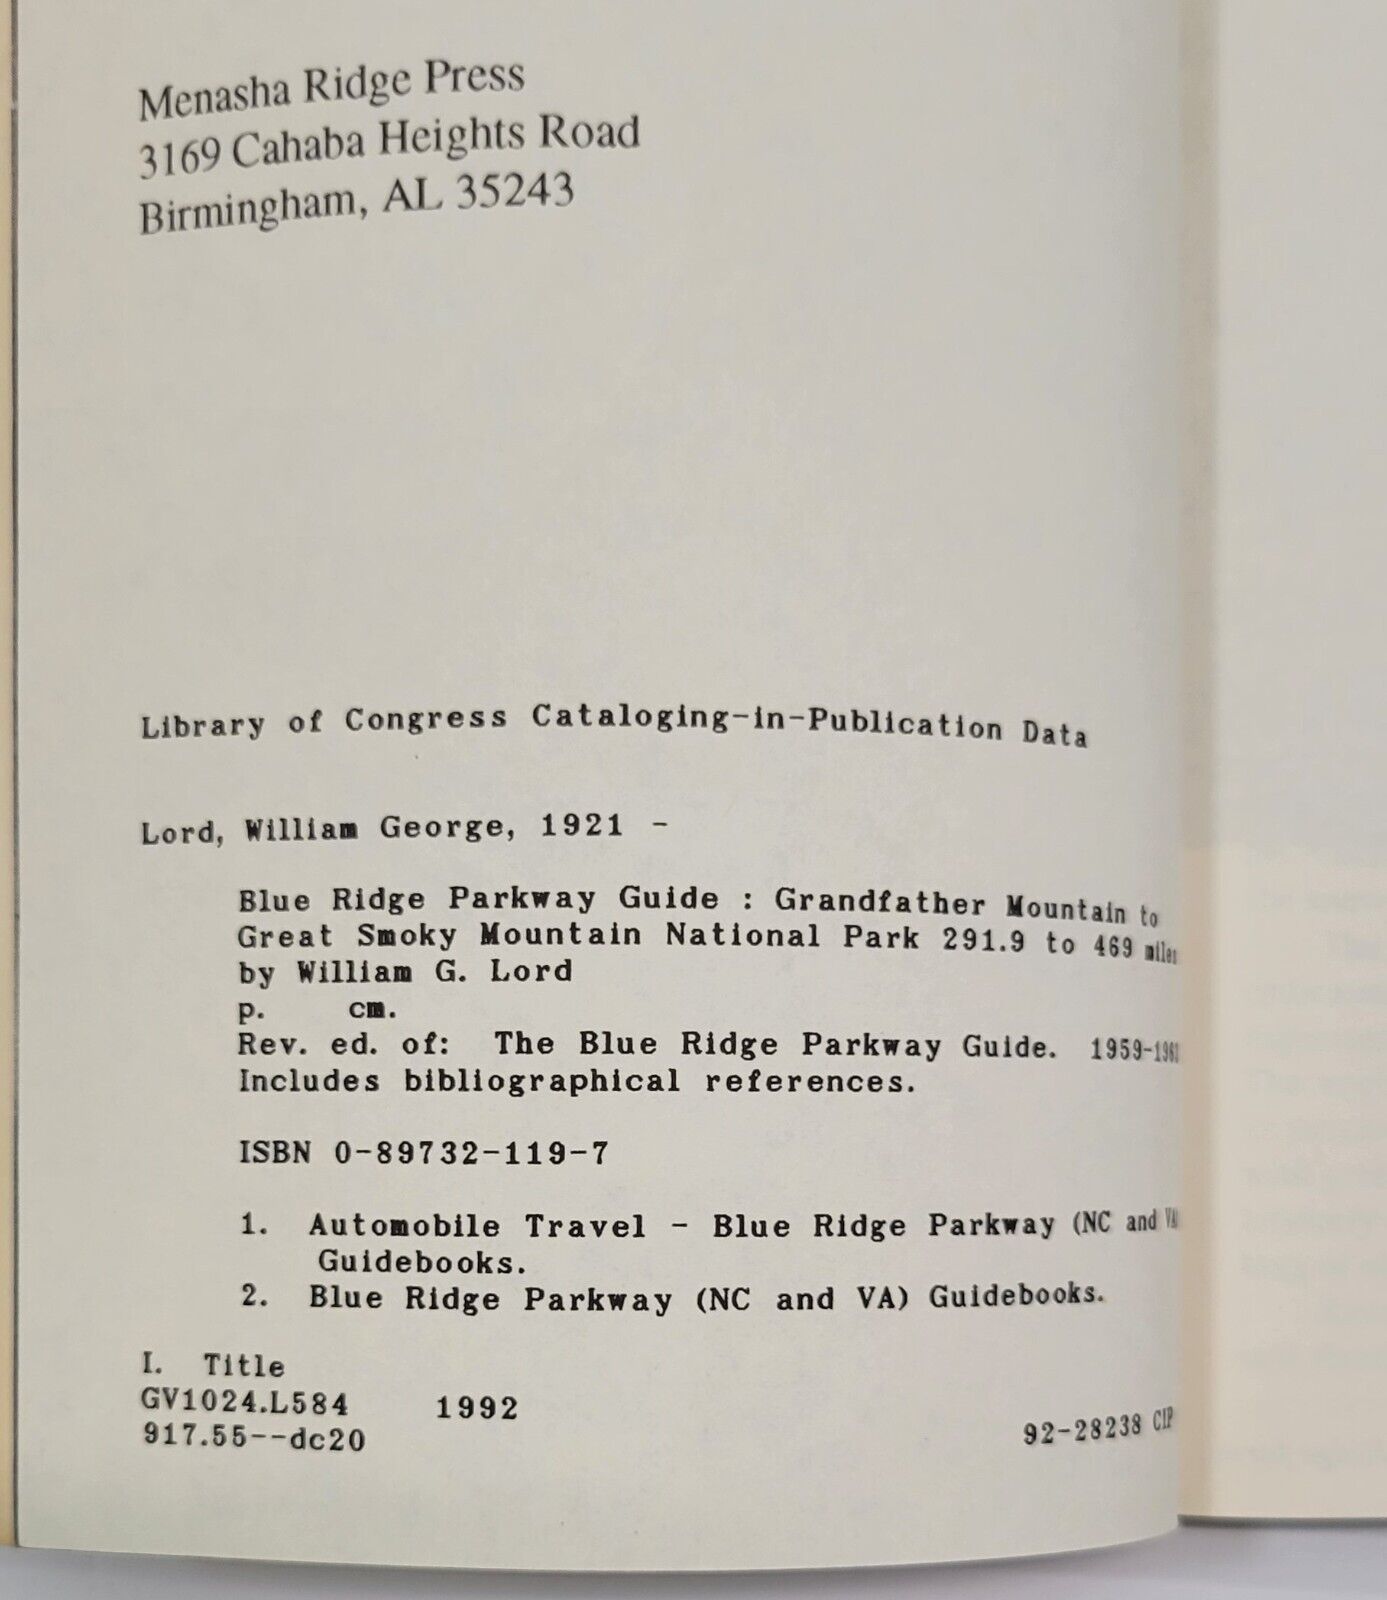 Menasha Ridge Press
3169 Cahaba Heights Road
Birmingham, AL 35243
Library of Congress Cataloging-in-Publication Data
Lord, William George, 1921 -
Blue Ridge Parkway Guide : Grandfather Mountain to
Great Smoky Mountain National Park 291.9 to 469 miles
by William G. Lord
p. cm.
Rev. ed. of: The Blue Ridge Parkway Guide. 1959-1963
Includes bibliographical references.
ISBN 0-89732-119-7
1. Automobile Travel - Blue Ridge Parkway (NC and VA
Guidebooks.
2. Blue Ridge Parkway (NC and VA) Guidebooks.
I. Title
GV1024.L584 1992
917.55--dc20
92-28238 CIP